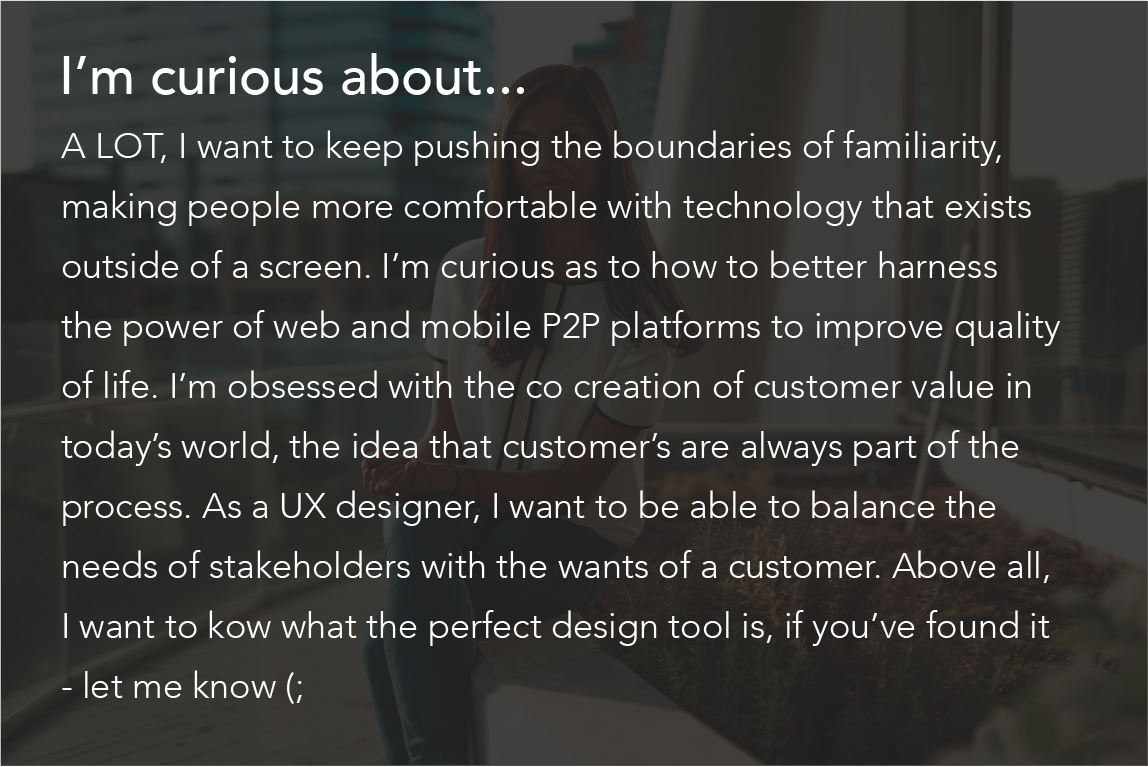 I’m curious about...
A LOT, I want to keep pushing the boundaries of familiarity,
making people more comfortable with technology that exists
outside of a screen. I’m curious as to how to better harness
the power of web and mobile P2P platforms to improve quality
of life. I’m obsessed with the co creation of customer value in
today’s world, the idea that customer’s are always part of the
process. As a UX designer, I want to be able to balance the
needs of stakeholders with the wants of a customer. Above all,
I want to kow what the perfect design tool is, if you’ve found it
- let me know (;